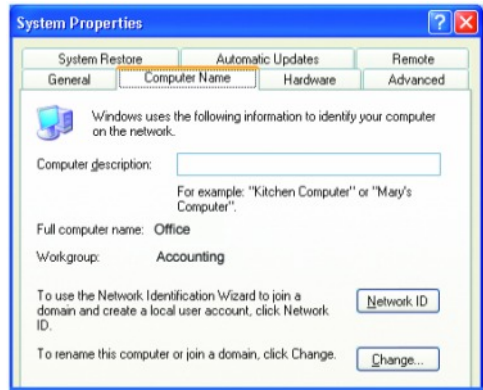 System Properties
System Restore Automatic Updates Remote
General Computer Name Hardware Advanced
Windows uses the following information to identify your computer
on the network.
Computer description:
For example: "Kitchen Computer" or "Mary's
Computer".
Full computer name: Office
Workgroup: Accounting
To use the Network Identification Wizard to join a
domain and create a local user account, click Network
ID.
Network ID
To rename this computer or join a domain, click Change.
Change...